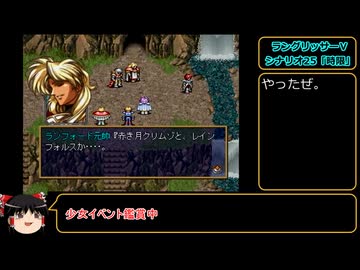 ラングリッサーⅤ
シナリオ25「時限」
やったぜ。
ランフォード元帥『赤き月クリムゾと、レイン
フォルスか・・・・。
少女イベント鑑賞中